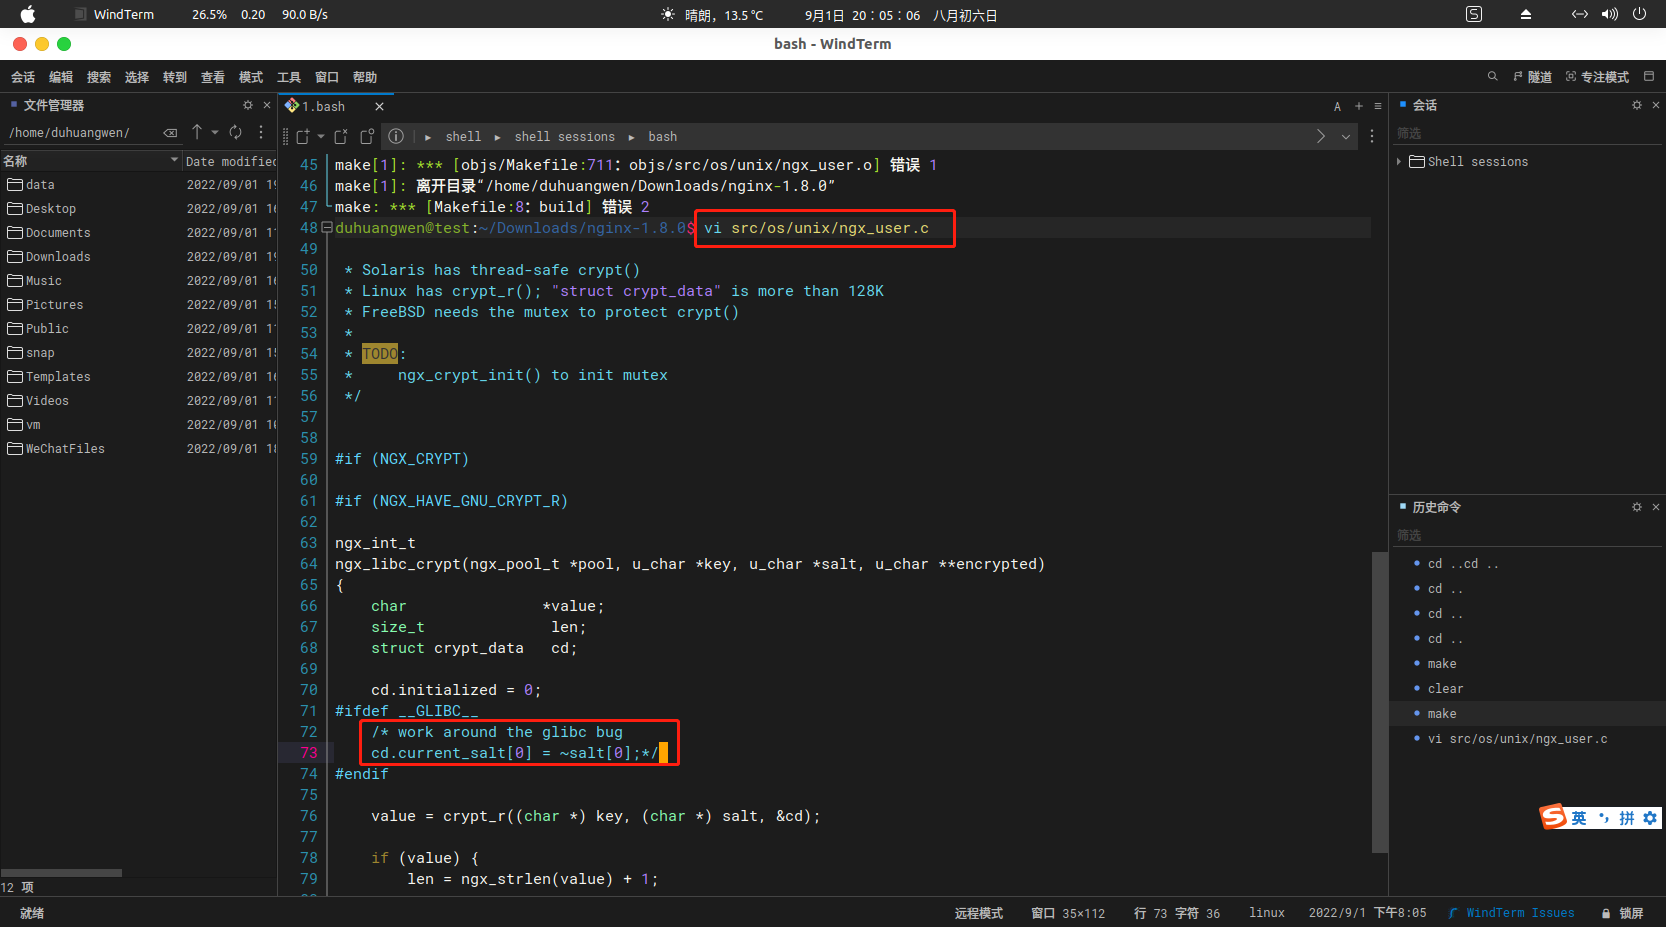 WindTerm 26.5% 0.20 90.0 B/s 晴朗，13.5 °C 9月1日 20：05：06 八月初六日 S
bash - WindTerm
会话 编辑 搜索 选择 转到 查看 模式 工具 窗口 帮助 隧道 专注模式
文件管理器
/home/duhuangwen/
名称 Date modified
data 2022/09/01 19
Desktop 2022/09/01 16
Documents 2022/09/01 11
Downloads 2022/09/01 19
Music 2022/09/01 16
Pictures 2022/09/01 15
Public 2022/09/01 11
snap 2022/09/01 15
Templates 2022/09/01 16
Videos 2022/09/01 11
vm 2022/09/01 16
WeChatFiles 2022/09/01 18
12 项
1.bash A
shell shell sessions bash
45 make[1]: *** [objs/Makefile:711：objs/src/os/unix/ngx_user.o] 错误 1
46 make[1]: 离开目录“/home/duhuangwen/Downloads/nginx-1.8.0”
47 make: *** [Makefile:8：build] 错误 2
48 duhuangwen@test:~/Downloads/nginx-1.8.0$ vi src/os/unix/ngx_user.c
49
50 * Solaris has thread-safe crypt()
51 * Linux has crypt_r(); "struct crypt_data" is more than 128K
52 * FreeBSD needs the mutex to protect crypt()
53 *
54 * TODO:
55 *     ngx_crypt_init() to init mutex
56 */
57
58
59 #if (NGX_CRYPT)
60
61 #if (NGX_HAVE_GNU_CRYPT_R)
62
63 ngx_int_t
64 ngx_libc_crypt(ngx_pool_t *pool, u_char *key, u_char *salt, u_char **encrypted)
65 {
66     char               *value;
67     size_t              len;
68     struct crypt_data   cd;
69
70     cd.initialized = 0;
71 #ifdef __GLIBC__
72     /* work around the glibc bug
73     cd.current_salt[0] = ~salt[0];*/
74 #endif
75
76     value = crypt_r((char *) key, (char *) salt, &cd);
77
78     if (value) {
79         len = ngx_strlen(value) + 1;
会话
筛选
Shell sessions
历史命令
筛选
cd ..cd ..
cd ..
cd ..
cd ..
make
clear
make
vi src/os/unix/ngx_user.c
S 英 拼
就绪 远程模式 窗口 35×112 行 73 字符 36 linux 2022/9/1 下午8:05 WindTerm Issues 锁屏